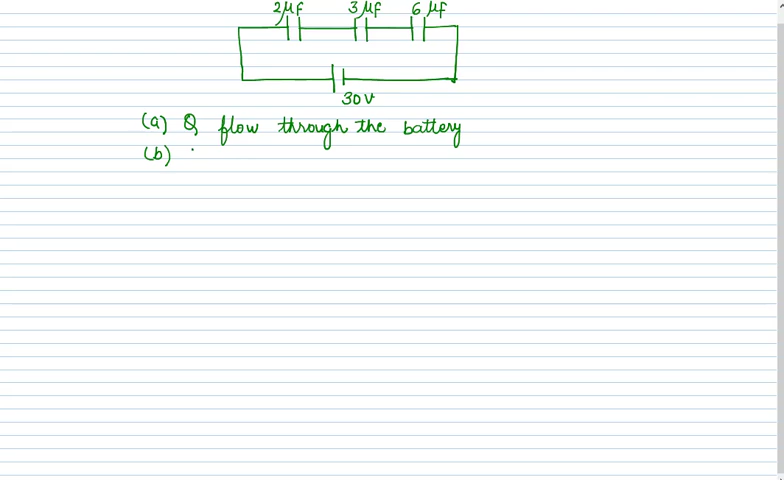 2μF 3μF 6μF
30V
(a) Q flow through the battery
(b)